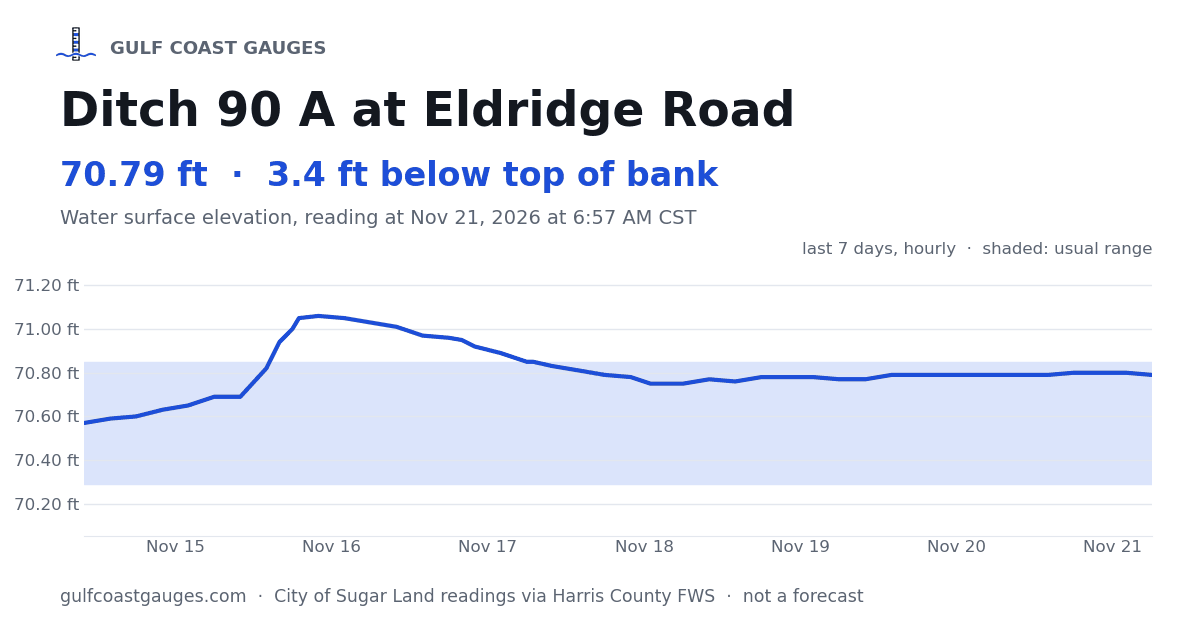 GULF COAST GAUGES
Ditch 90 A at Eldridge Road
70.79 ft · 3.4 ft below top of bank
Water surface elevation, reading at Nov 21, 2026 at 6:57 AM CST
last 7 days, hourly · shaded: usual range
71.20 ft
71.00 ft
70.80 ft
70.60 ft
70.40 ft
70.20 ft
Nov 15 Nov 16 Nov 17 Nov 18 Nov 19 Nov 20 Nov 21
gulfcoastgauges.com · City of Sugar Land readings via Harris County FWS · not a forecast